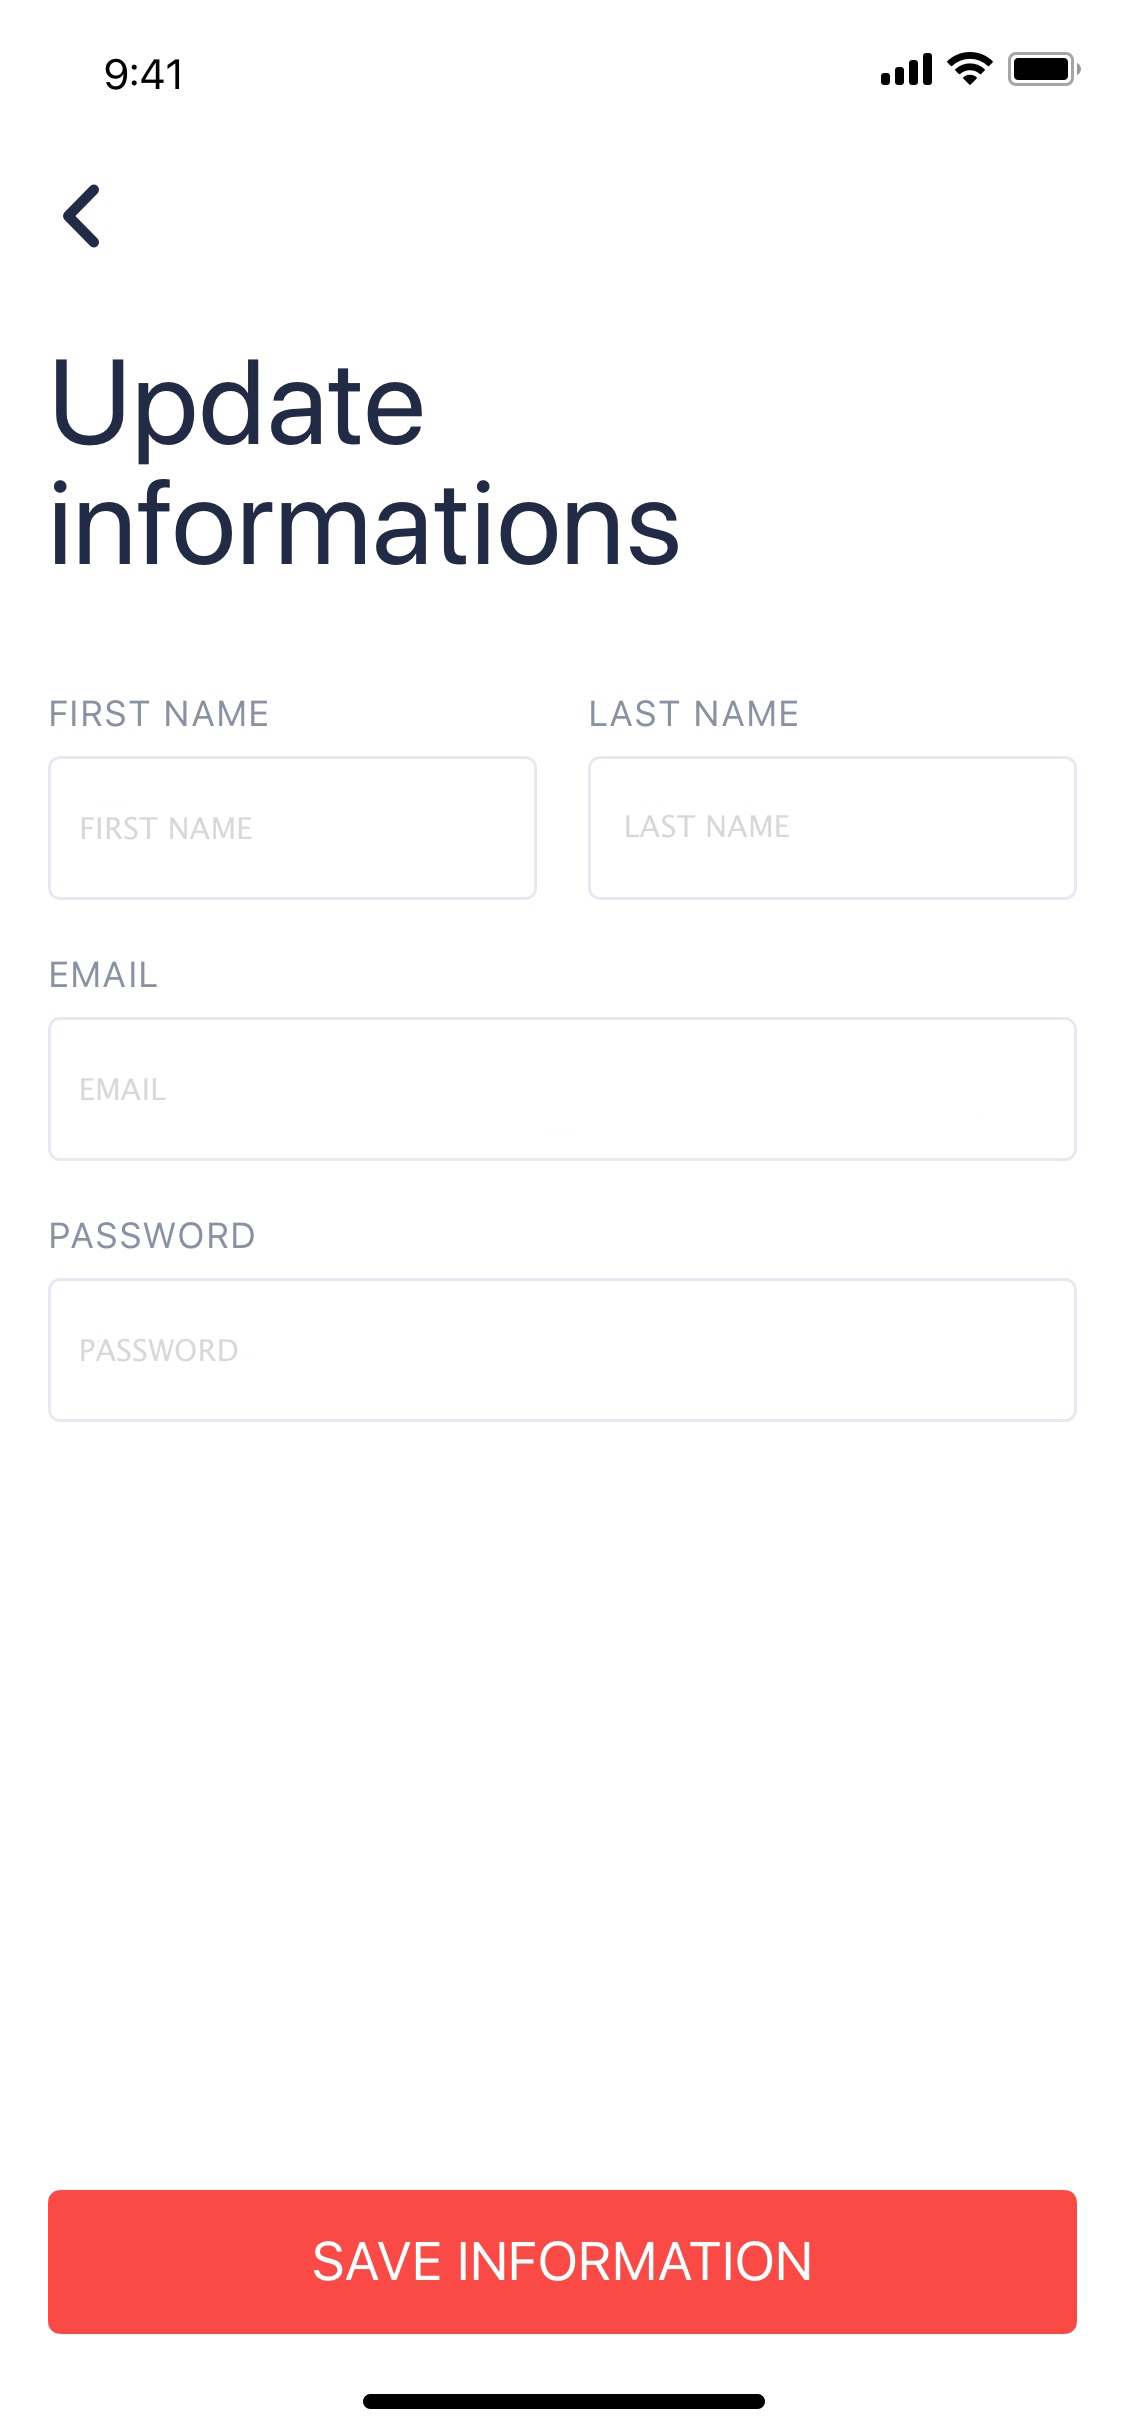 9:41
Update
informations
FIRST NAME
LAST NAME
FIRST NAME
LAST NAME
EMAIL
EMAIL
PASSWORD
PASSWORD
SAVE INFORMATION